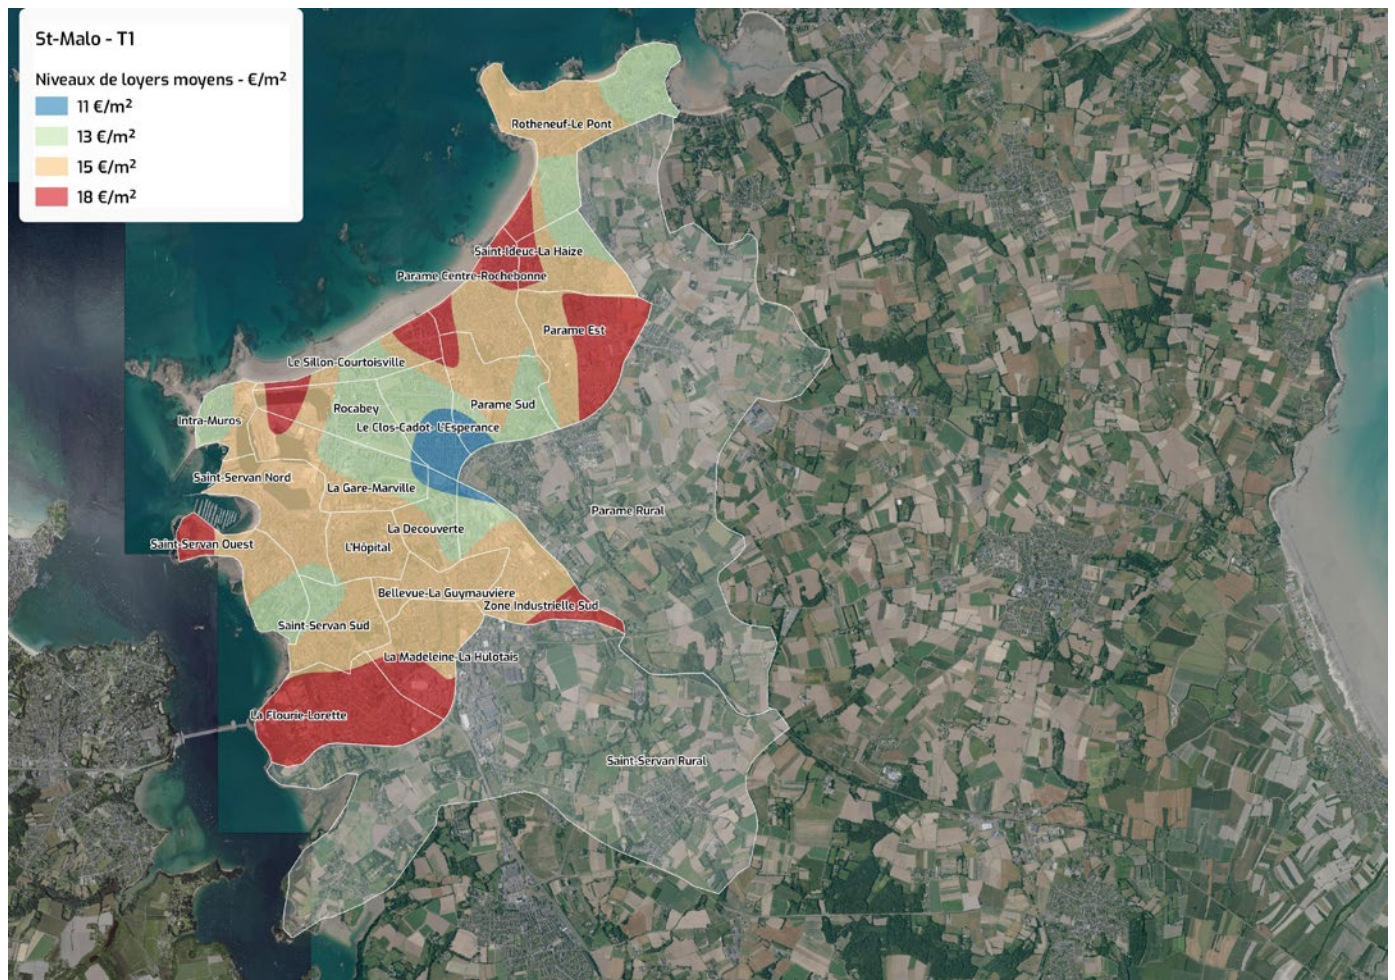 St-Malo - T1
Niveaux de loyers moyens - €/m²
11 €/m²
13 €/m²
15 €/m²
18 €/m²
Rotheneuf-Le Pont
Saint-Ideuc-La Haize
Parame Centre-Rochebonne
Parame Est
Le Sillon-Courtoisville
Parame Sud
Rocabey
Intra-Muros
Le Clos-Cadot- L'Esperance
Saint-Servan Nord
La Gare-Marville
Parame Rural
La Decouverte
Saint-Servan Ouest
L'Hôpital
Bellevue-La Guymauvière
Zone Industrielle Sud
Saint-Servan Sud
La Madeleine-La Hulotais
La Flourie-Lorette
Saint-Servan Rural